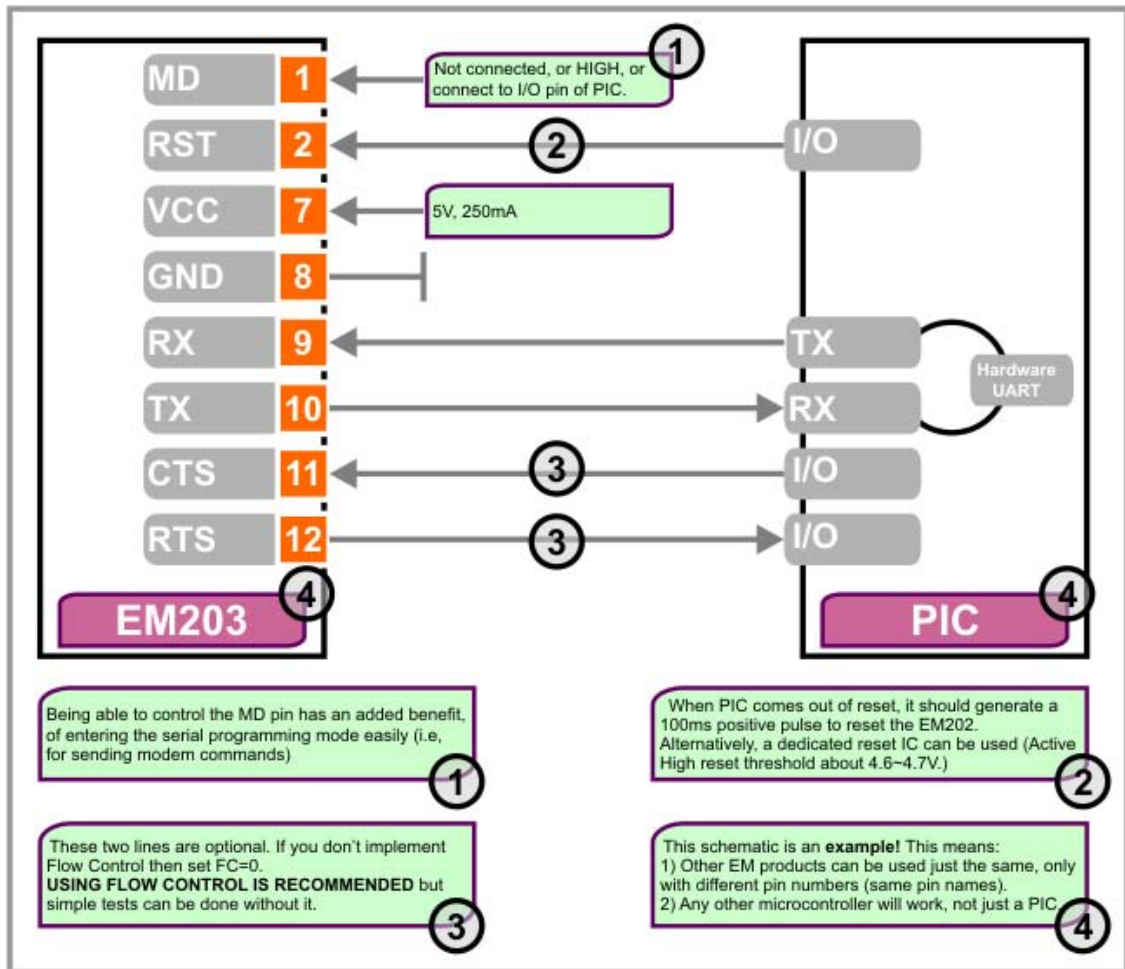 MD
1
Not connected, or HIGH, or
connect to I/O pin of PIC.
1
RST
2
2
I/O
VCC
7
5V, 250mA
GND
8
RX
9
TX
TX
10
RX
Hardware
UART
CTS
11
3
I/O
RTS
12
3
I/O
EM203
4
PIC
4
Being able to control the MD pin has an added benefit,
of entering the serial programming mode easily (i.e,
for sending modem commands)
1
When PIC comes out of reset, it should generate a
100ms positive pulse to reset the EM202.
Alternatively, a dedicated reset IC can be used (Active
High reset threshold about 4.6~4.7V.)
2
These two lines are optional. If you don't implement
Flow Control then set FC=0.
USING FLOW CONTROL IS RECOMMENDED but
simple tests can be done without it.
3
This schematic is an example! This means:
1) Other EM products can be used just the same, only
with different pin numbers (same pin names).
2) Any other microcontroller will work, not just a PIC.
4